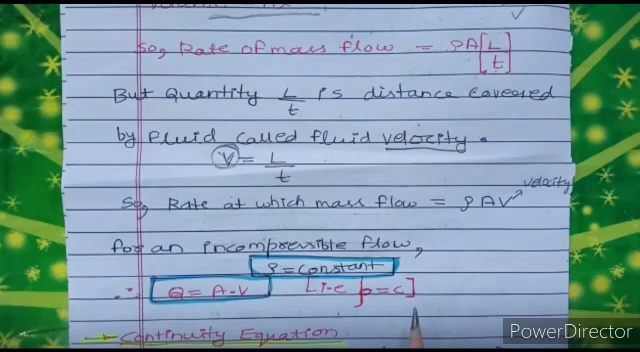 So, Rate of mass flow = ρA[L/t]
But Quantity L/t is distance covered
by fluid called fluid velocity.
V = L/t
velocity
So, Rate at which mass flow = ρAV
for an incompressible flow,
ρ = constant
∴ Q = A·V [i.e ρ = c]
→ Continuity Equation
PowerDirector